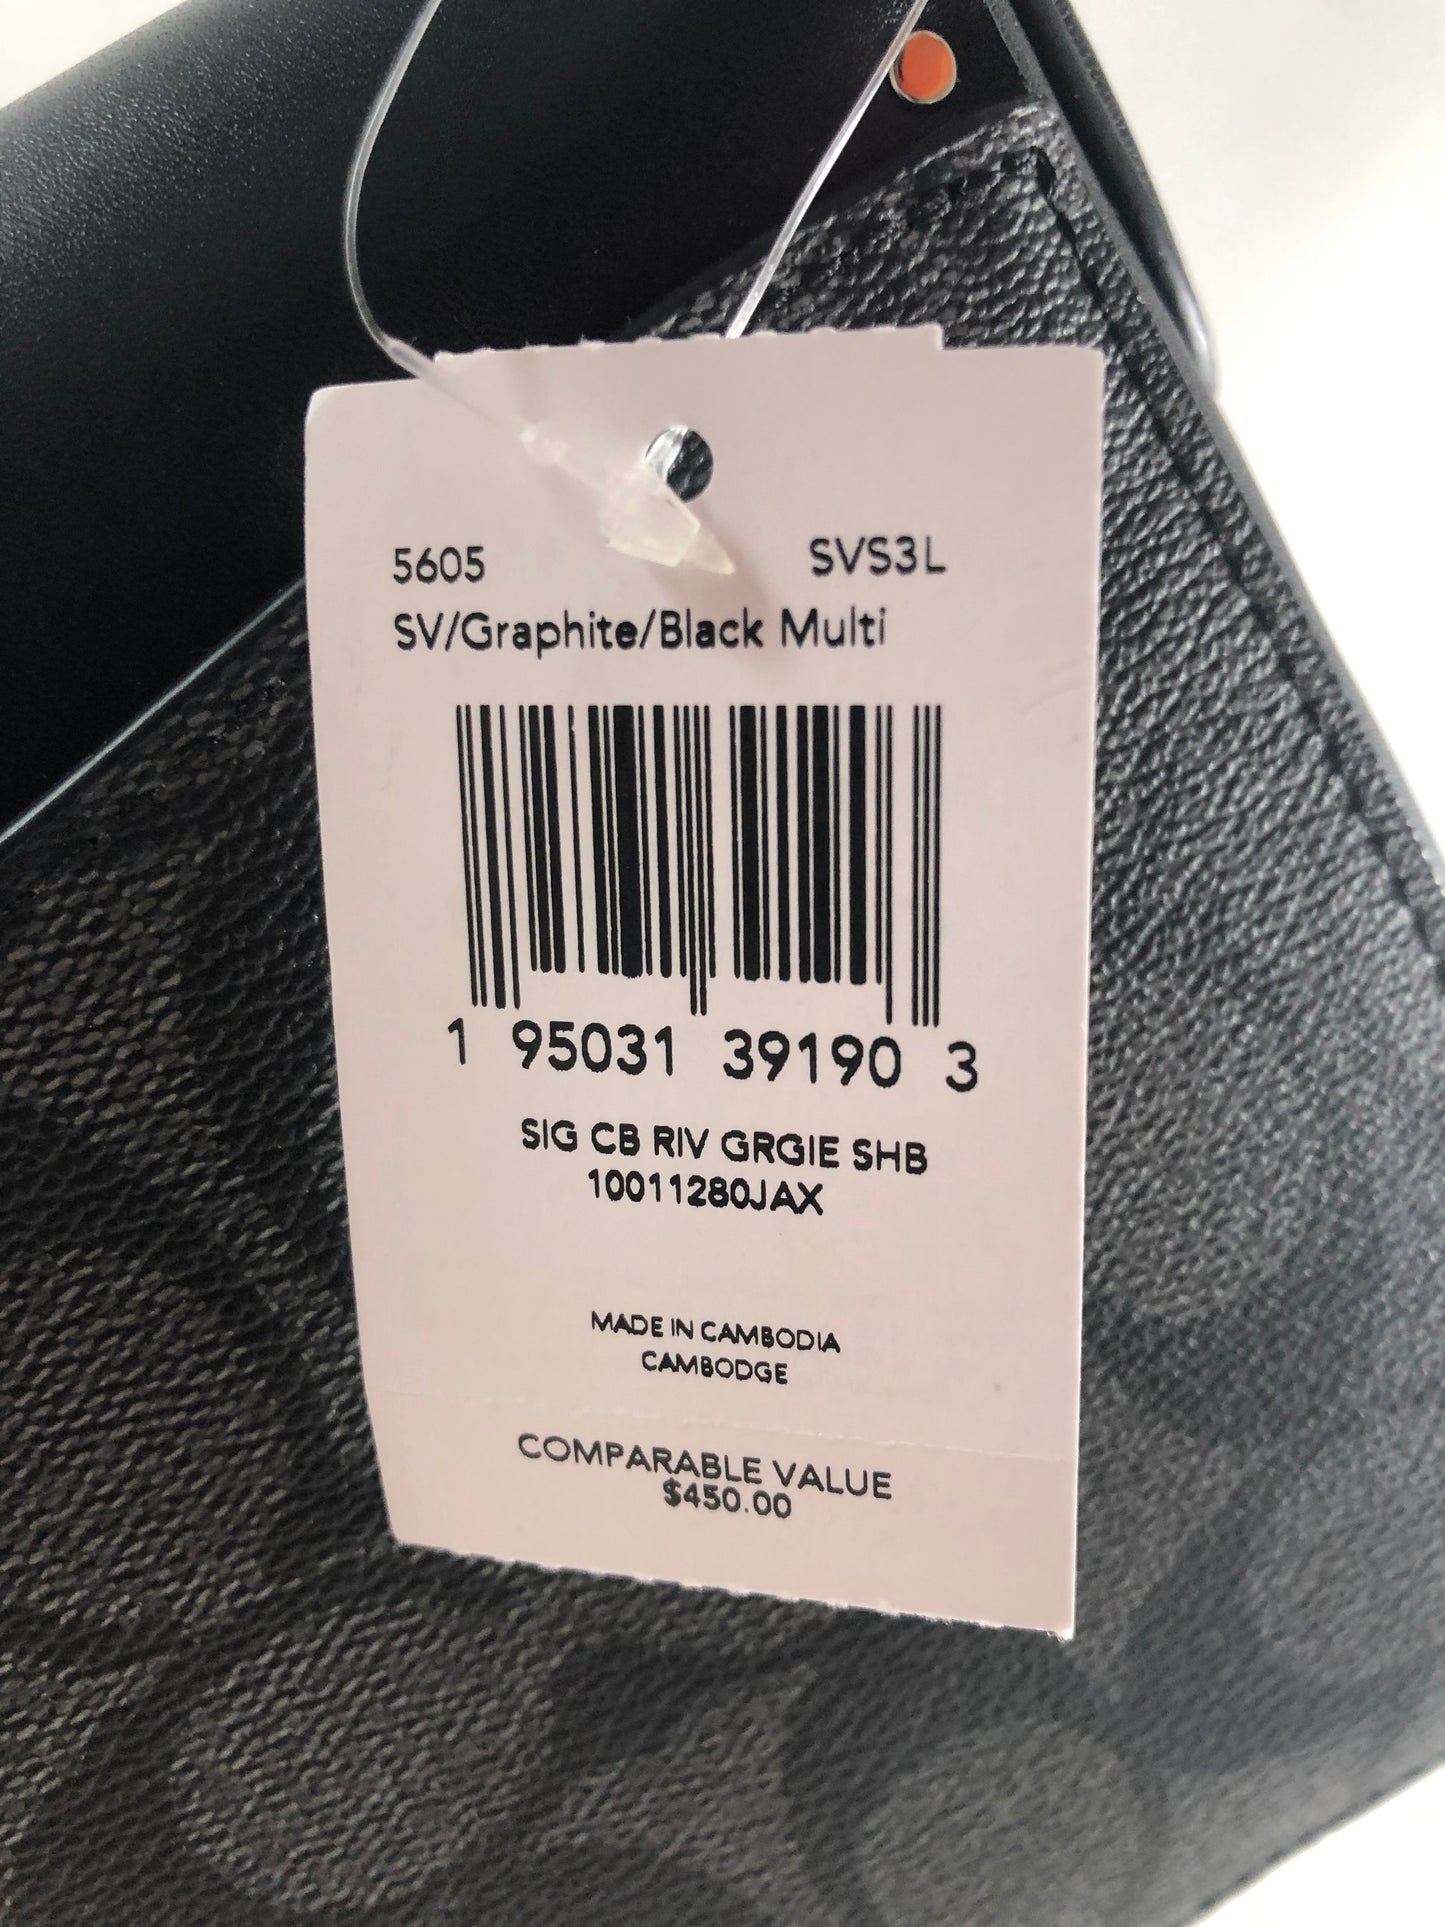 5605 SVS3L
SV/Graphite/Black Multi
1 95031 39190 3
SIG CB RIV GRGIE SHB
10011280JAX
MADE IN CAMBODIA
CAMBODGE
COMPARABLE VALUE
$450.00